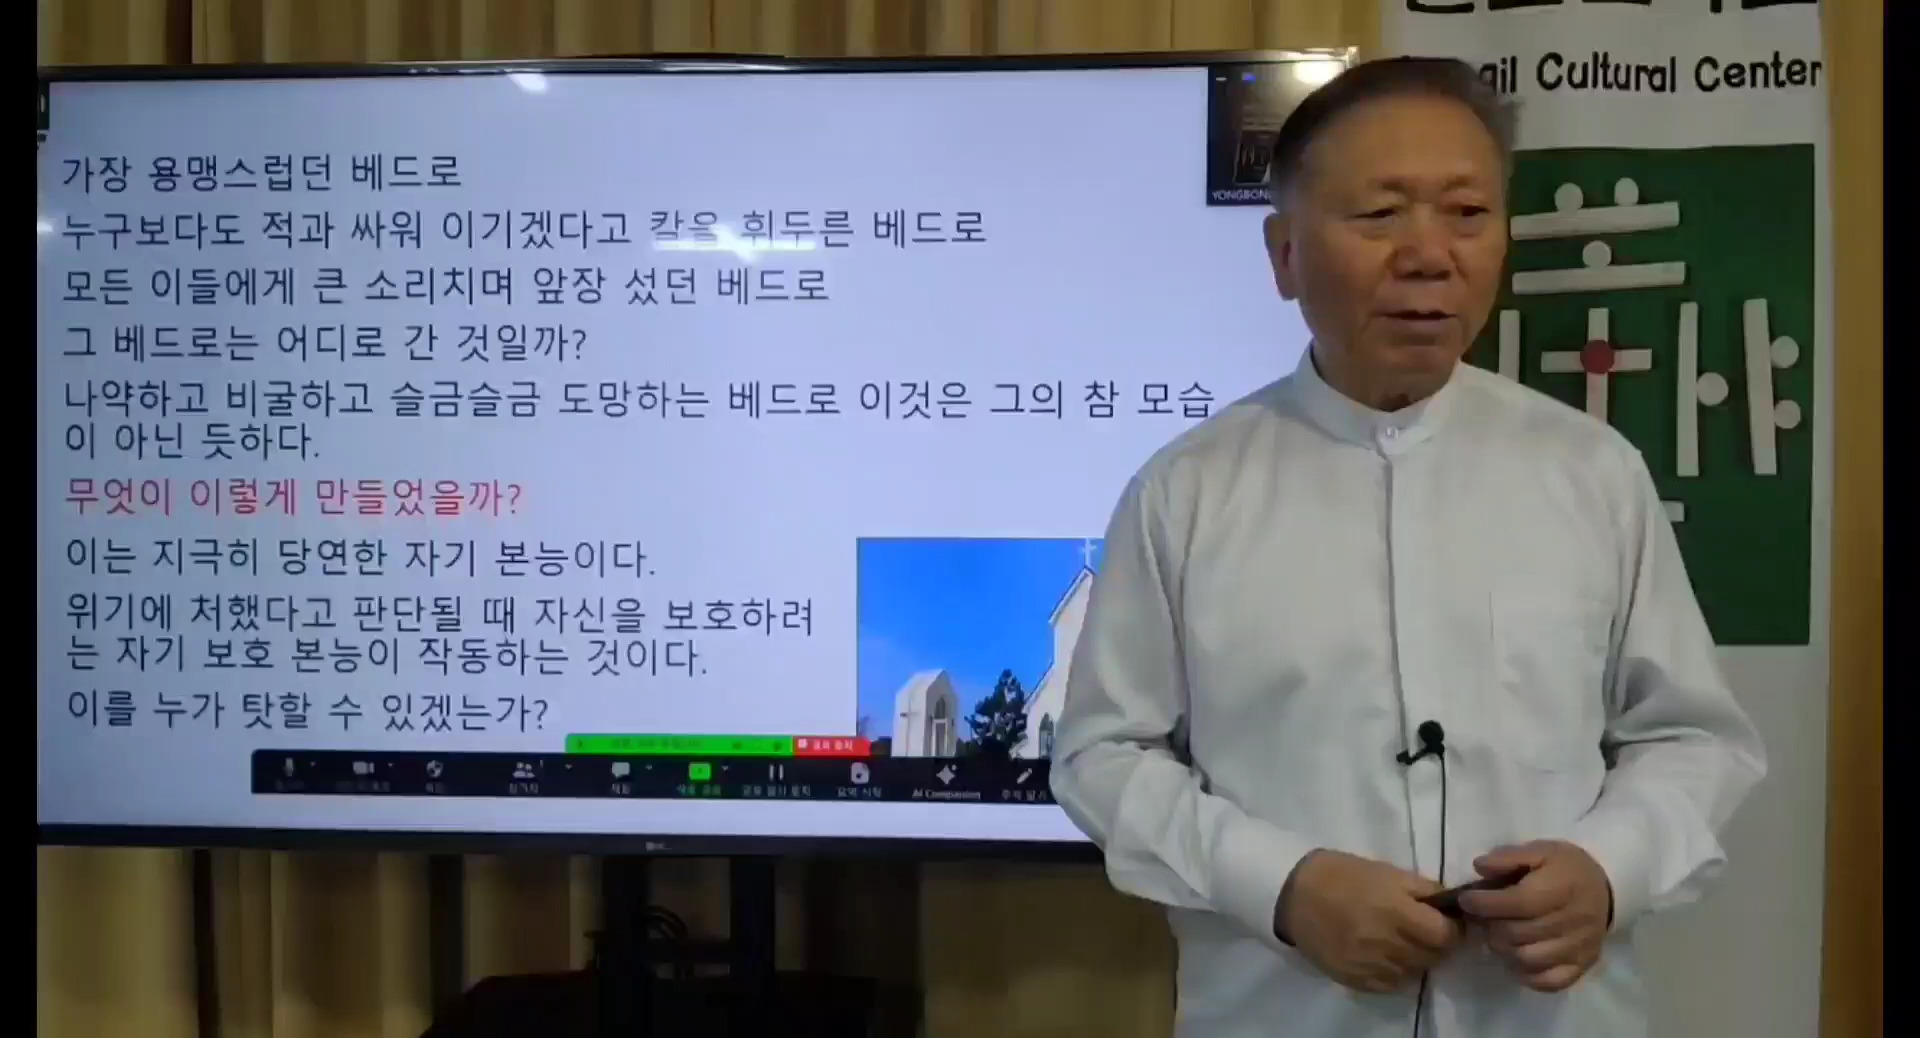 가장 용맹스럽던 베드로
누구보다도 적과 싸워 이기겠다고 칼을 휘두른 베드로
모든 이들에게 큰 소리치며 앞장 섰던 베드로
그 베드로는 어디로 간 것일까?
나약하고 비굴하고 슬금슬금 도망하는 베드로 이것은 그의 참 모습
이 아닌 듯하다.
무엇이 이렇게 만들었을까?
이는 지극히 당연한 자기 본능이다.
위기에 처했다고 판단될 때 자신을 보호하려
는 자기 보호 본능이 작동하는 것이다.
이를 누가 탓할 수 있겠는가?
Cultural Center
AI Companion